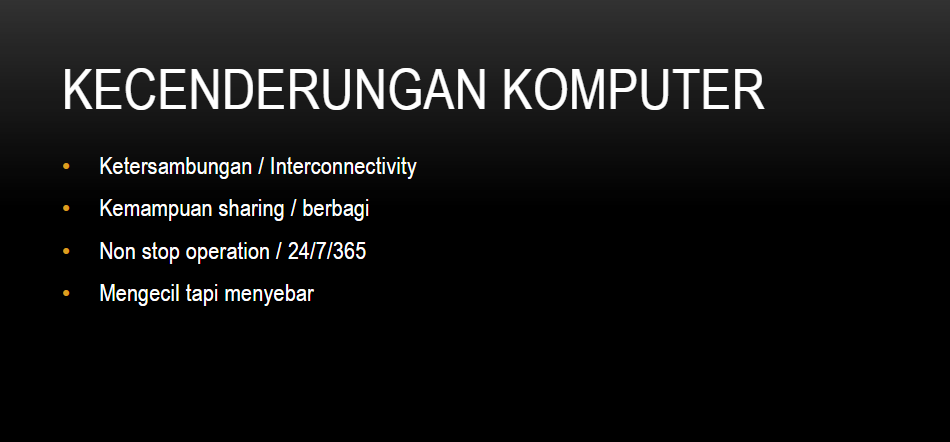 KECENDERUNGAN KOMPUTER
• Ketersambungan / Interconnectivity
• Kemampuan sharing / berbagi
• Non stop operation / 24/7/365
• Mengecil tapi menyebar